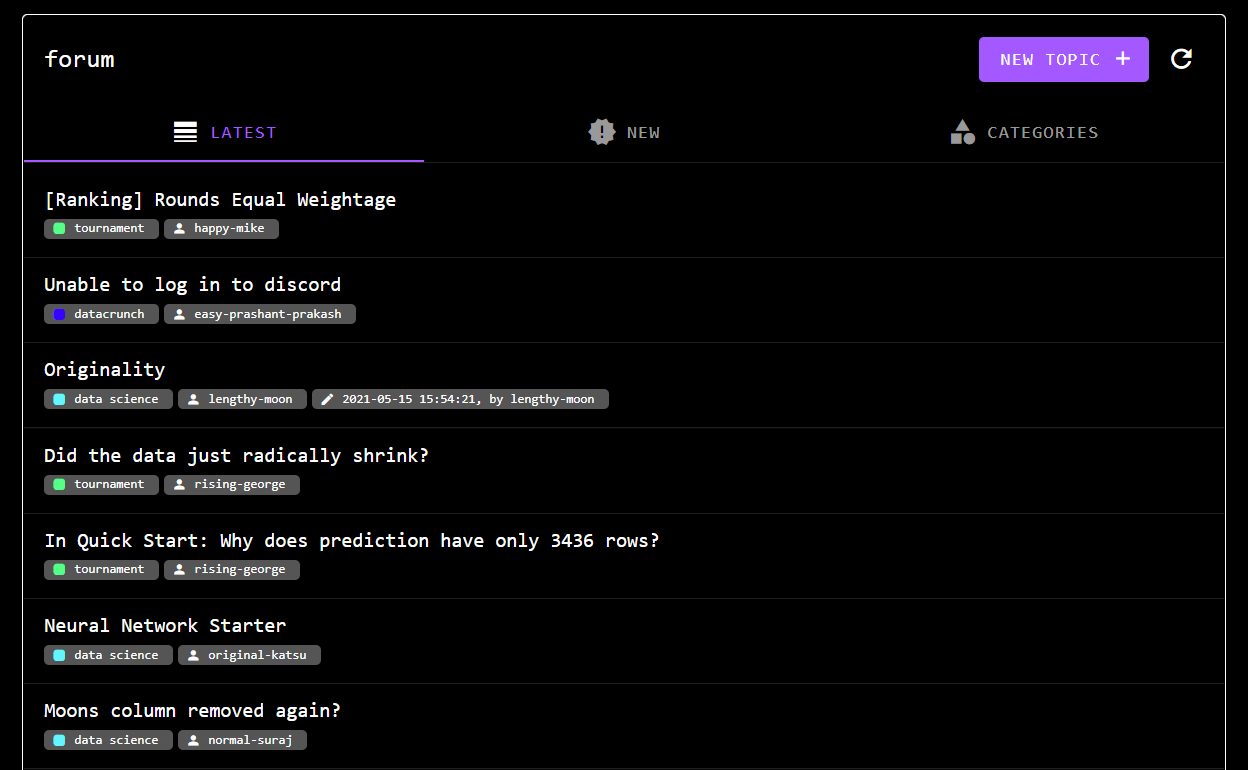 forum
NEW TOPIC +
LATEST
NEW
CATEGORIES
[Ranking] Rounds Equal Weightage
tournament happy-mike
Unable to log in to discord
datacrunch easy-prashant-prakash
Originality
data science lengthy-moon 2021-05-15 15:54:21, by lengthy-moon
Did the data just radically shrink?
tournament rising-george
In Quick Start: Why does prediction have only 3436 rows?
tournament rising-george
Neural Network Starter
data science original-katsu
Moons column removed again?
data science normal-suraj